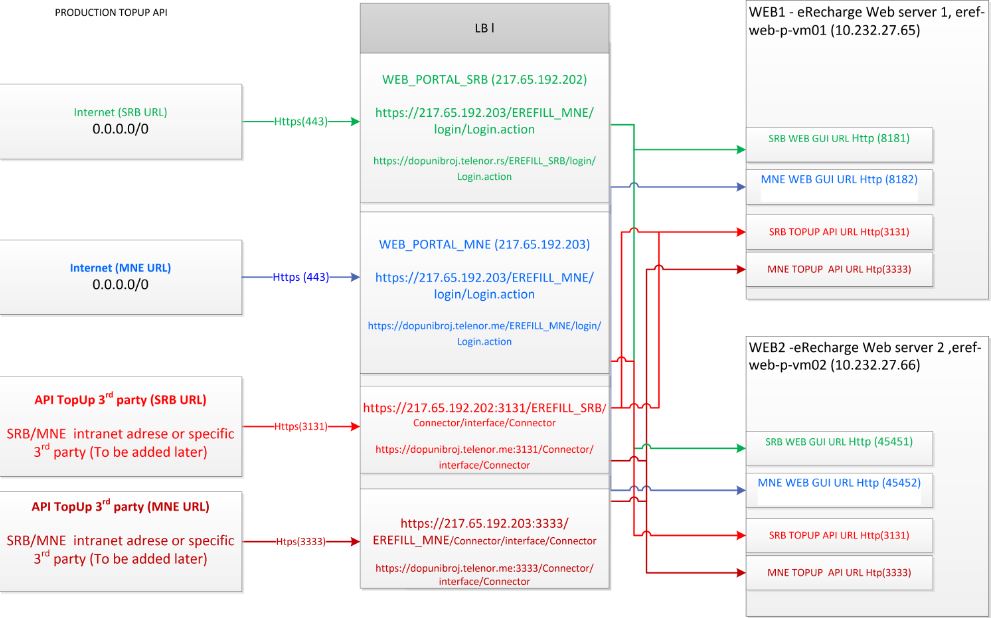 PRODUCTION TOPUP API
Internet (SRB URL)
0.0.0.0/0
Https(443)
Internet (MNE URL)
0.0.0.0/0
Https (443)
API TopUp 3rd party (SRB URL)
SRB/MNE intranet adrese or specific
3rd party (To be added later)
Https(3131)
API TopUp 3rd party (MNE URL)
SRB/MNE intranet adrese or specific
3rd party (To be added later)
Https(3333)
LB l
WEB_PORTAL_SRB (217.65.192.202)
https://217.65.192.203/EREFILL_MNE/
login/Login.action
https://dopunibroj.telenor.rs/EREFILL_SRB/login/
Login.action
WEB_PORTAL_MNE (217.65.192.203)
https://217.65.192.203/EREFILL_MNE/
login/Login.action
https://dopunibroj.telenor.me/EREFILL_MNE/login/
Login.action
https://217.65.192.202:3131/EREFILL_SRB/
Connector/interface/Connector
https://dopunibroj.telenor.me:3131/Connector/
interface/Connector
https://217.65.192.203:3333/
EREFILL_MNE/Connector/interface/Connector
https://dopunibroj.telenor.me:3333/Connector/
interface/Connector
WEB1 - eRecharge Web server 1, eref-
web-p-vm01 (10.232.27.65)
SRB WEB GUI URL Http (8181)
MNE WEB GUI URL Http (8182)
SRB TOPUP API URL Http(3131)
MNE TOPUP API URL Htp(3333)
WEB2 -eRecharge Web server 2 ,eref-
web-p-vm02 (10.232.27.66)
SRB WEB GUI URL Http (45451)
MNE WEB GUI URL Http (45452)
SRB TOPUP API URL Http(3131)
MNE TOPUP API URL Htp(3333)